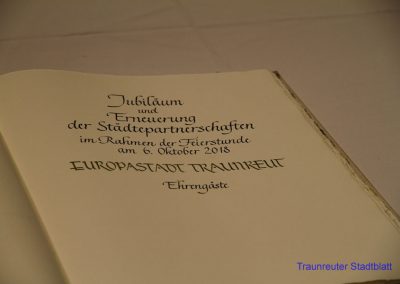 Jubiläum
und
Erneuerung
der Städtepartnerschaften
im Rahmen der Feierstunde
am 6. Oktober 2018
EUROPASTADT TRAUNREUT
Ehrengäste
Traunreuter Stadtblatt